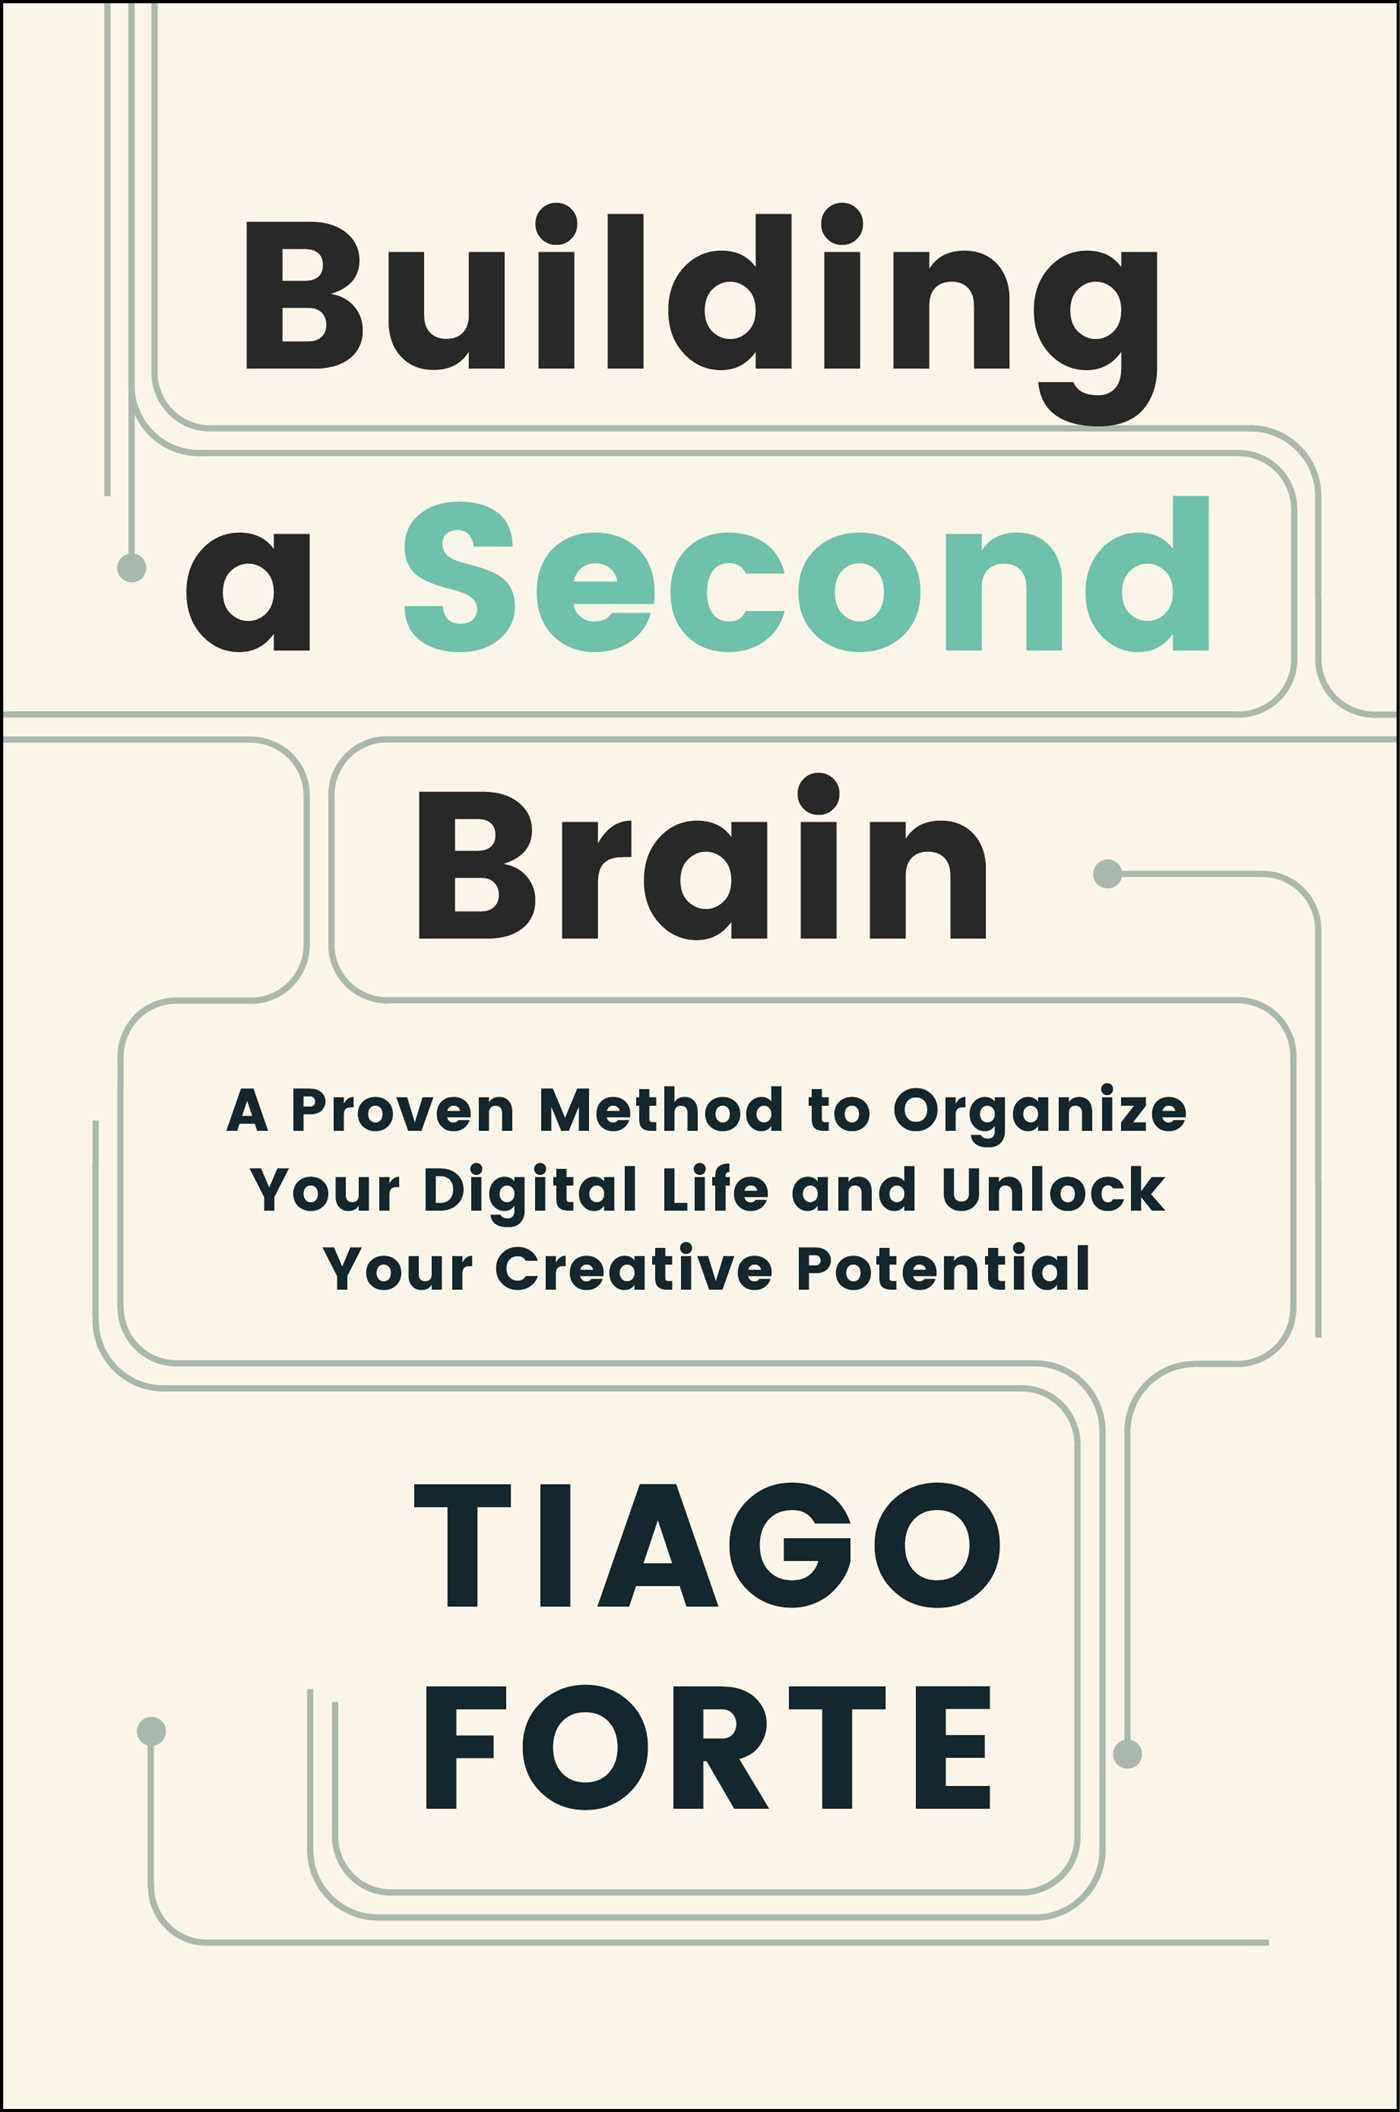 Building
a Second
Brain
A Proven Method to Organize
Your Digital Life and Unlock
Your Creative Potential
TIAGO
FORTE